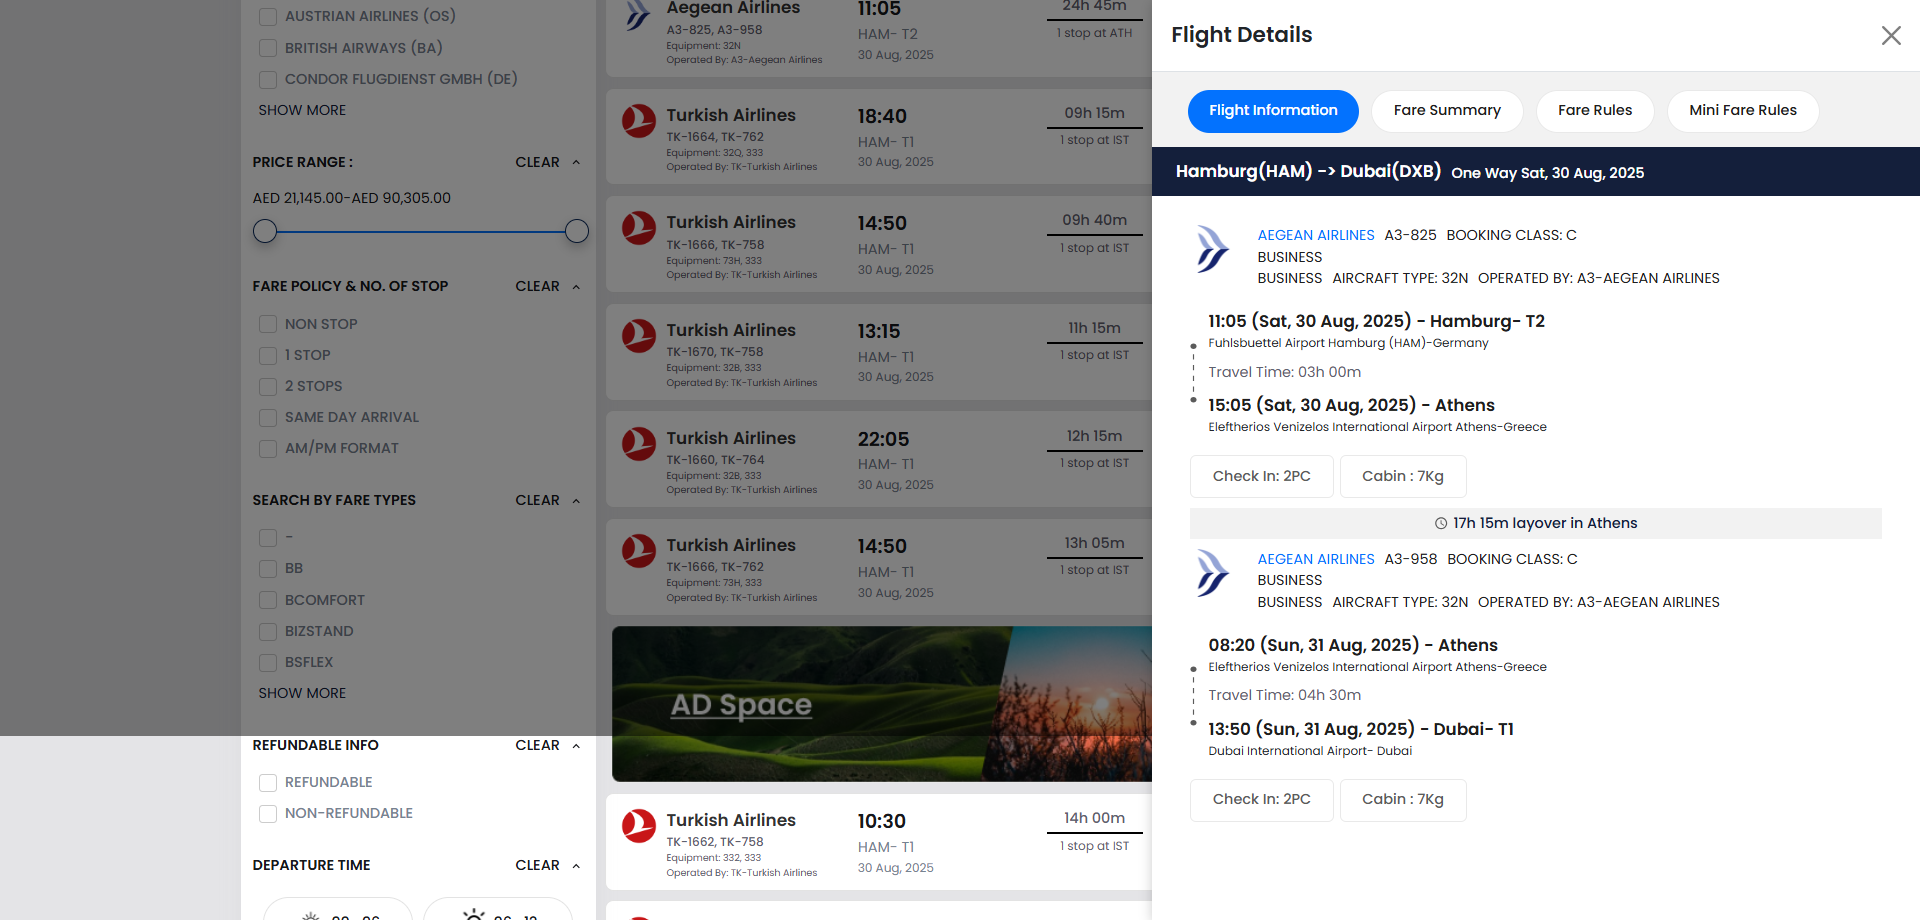 AUSTRIAN AIRLINES (OS)
BRITISH AIRWAYS (BA)
CONDOR FLUGDIENST GMBH (DE)
SHOW MORE
PRICE RANGE : CLEAR
AED 21,145.00-AED 90,305.00
FARE POLICY & NO. OF STOP CLEAR
NON STOP
1 STOP
2 STOPS
SAME DAY ARRIVAL
AM/PM FORMAT
SEARCH BY FARE TYPES CLEAR
-
BB
BCOMFORT
BIZSTAND
BSFLEX
SHOW MORE
REFUNDABLE INFO CLEAR
REFUNDABLE
NON-REFUNDABLE
DEPARTURE TIME CLEAR
Aegean Airlines 11:05 24h 45m
A3-825, A3-958 HAM- T2 1 stop at ATH
Equipment: 32N
30 Aug, 2025
Operated By: A3-Aegean Airlines
Turkish Airlines 18:40 09h 15m
TK-1664, TK-762 HAM- T1 1 stop at IST
Equipment: 32Q, 333
30 Aug, 2025
Operated By: TK-Turkish Airlines
Turkish Airlines 14:50 09h 40m
TK-1666, TK-758 HAM- T1 1 stop at IST
Equipment: 73H, 333
30 Aug, 2025
Operated By: TK-Turkish Airlines
Turkish Airlines 13:15 11h 15m
TK-1670, TK-758 HAM- T1 1 stop at IST
Equipment: 32B, 333
30 Aug, 2025
Operated By: TK-Turkish Airlines
Turkish Airlines 22:05 12h 15m
TK-1660, TK-764 HAM- T1 1 stop at IST
Equipment: 32B, 333
30 Aug, 2025
Operated By: TK-Turkish Airlines
Turkish Airlines 14:50 13h 05m
TK-1666, TK-762 HAM- T1 1 stop at IST
Equipment: 73H, 333
30 Aug, 2025
Operated By: TK-Turkish Airlines
AD Space
Turkish Airlines 10:30 14h 00m
TK-1662, TK-758 HAM- T1 1 stop at IST
Equipment: 332, 333
30 Aug, 2025
Operated By: TK-Turkish Airlines
Flight Details
Flight Information Fare Summary Fare Rules Mini Fare Rules
Hamburg(HAM) -> Dubai(DXB) One Way Sat, 30 Aug, 2025
AEGEAN AIRLINES A3-825 BOOKING CLASS: C
BUSINESS
BUSINESS AIRCRAFT TYPE: 32N OPERATED BY: A3-AEGEAN AIRLINES
11:05 (Sat, 30 Aug, 2025) - Hamburg- T2
Fuhlsbuettel Airport Hamburg (HAM)-Germany
Travel Time: 03h 00m
15:05 (Sat, 30 Aug, 2025) - Athens
Eleftherios Venizelos International Airport Athens-Greece
Check In: 2PC Cabin : 7Kg
17h 15m layover in Athens
AEGEAN AIRLINES A3-958 BOOKING CLASS: C
BUSINESS
BUSINESS AIRCRAFT TYPE: 32N OPERATED BY: A3-AEGEAN AIRLINES
08:20 (Sun, 31 Aug, 2025) - Athens
Eleftherios Venizelos International Airport Athens-Greece
Travel Time: 04h 30m
13:50 (Sun, 31 Aug, 2025) - Dubai- T1
Dubai International Airport- Dubai
Check In: 2PC Cabin : 7Kg